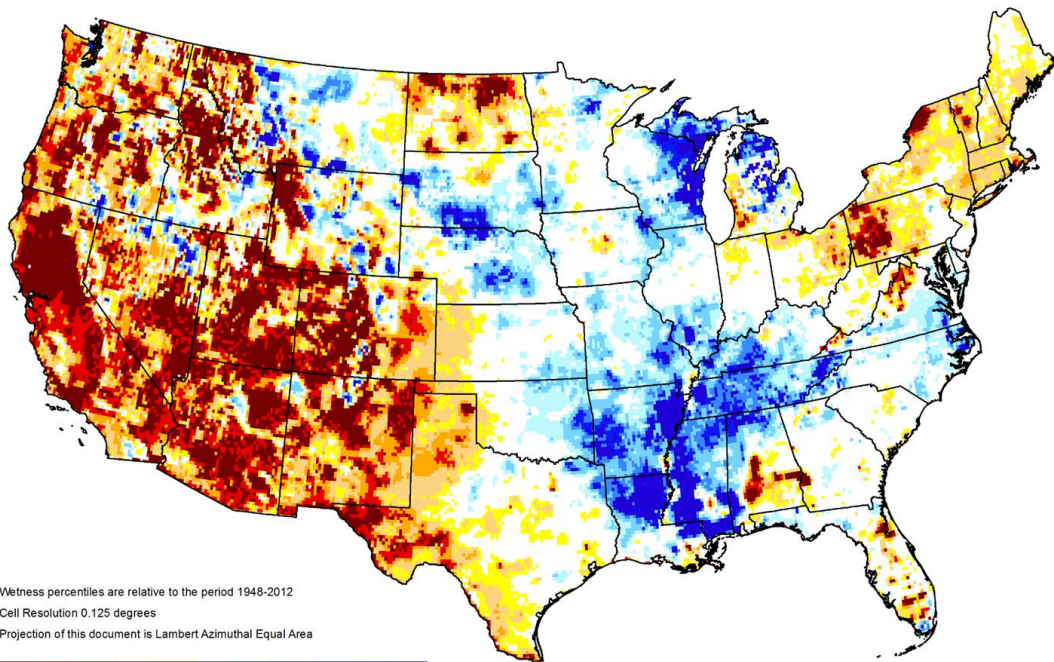 Wetness percentiles are relative to the period 1948-2012
Cell Resolution 0.125 degrees
Projection of this document is Lambert Azimuthal Equal Area